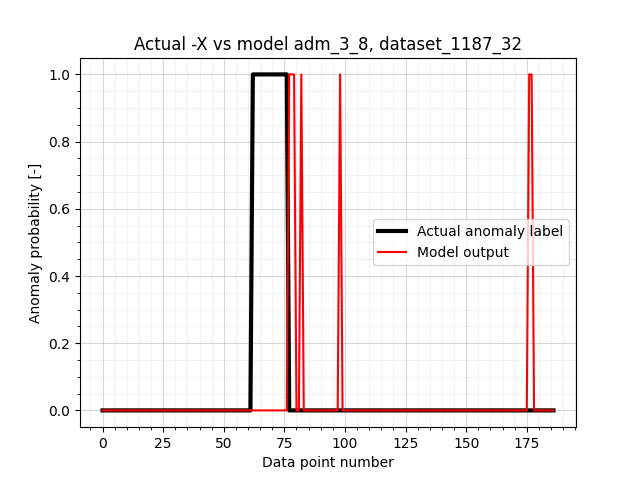 Actual -X vs model adm_3_8, dataset_1187_32
Anomaly probability [-]
1.0
0.8
0.6
0.4
0.2
0.0
Actual anomaly label
Model output
0 25 50 75 100 125 150 175
Data point number